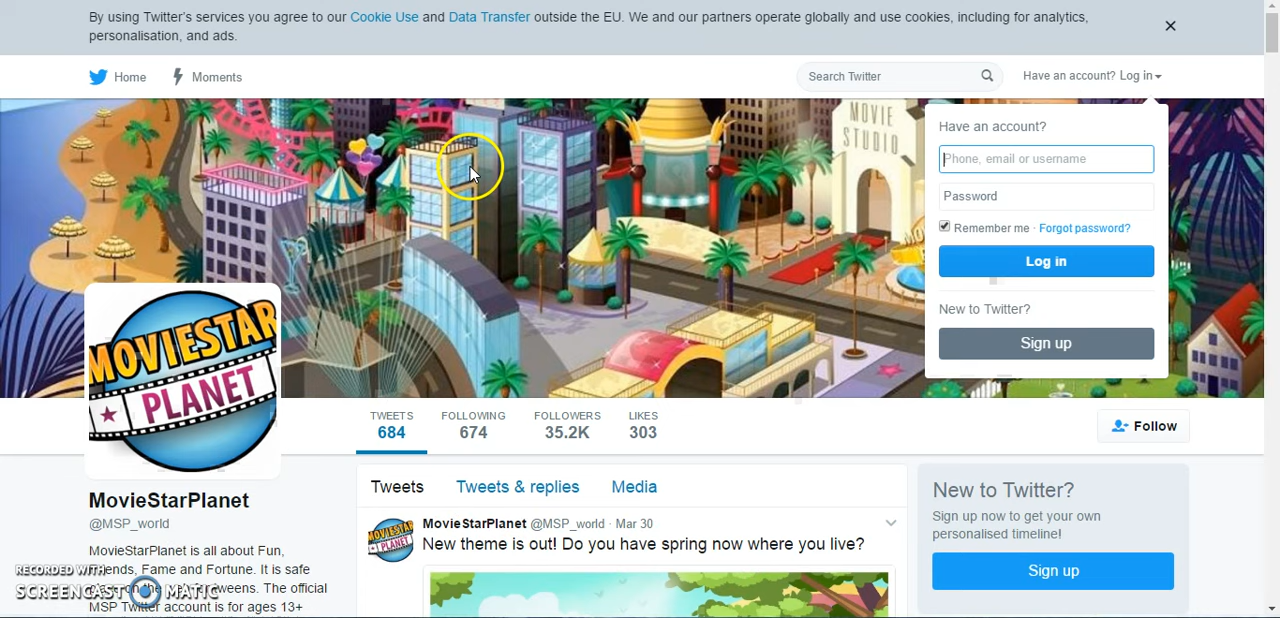 By using Twitter's services you agree to our Cookie Use and Data Transfer outside the EU. We and our partners operate globally and use cookies, including for analytics,
personalisation, and ads.
Home
Moments
Search Twitter
Have an account? Log in
MOVIE
STUDIO
Have an account?
Phone, email or username
Password
Remember me · Forgot password?
Log in
New to Twitter?
Sign up
MOVIESTAR
PLANET
TWEETS
684
FOLLOWING
674
FOLLOWERS
35.2K
LIKES
303
Follow
MovieStarPlanet
@MSP_world
MovieStarPlanet is all about Fun,
Friends, Fame and Fortune. It is safe
tweens. The official
MSP Twitter account is for ages 13+
Tweets
Tweets & replies
Media
MOVIESTAR
PLANET
MovieStarPlanet @MSP_world · Mar 30
New theme is out! Do you have spring now where you live?
New to Twitter?
Sign up now to get your own
personalised timeline!
Sign up
RECORDED WITH
SCREENCAST MATIC